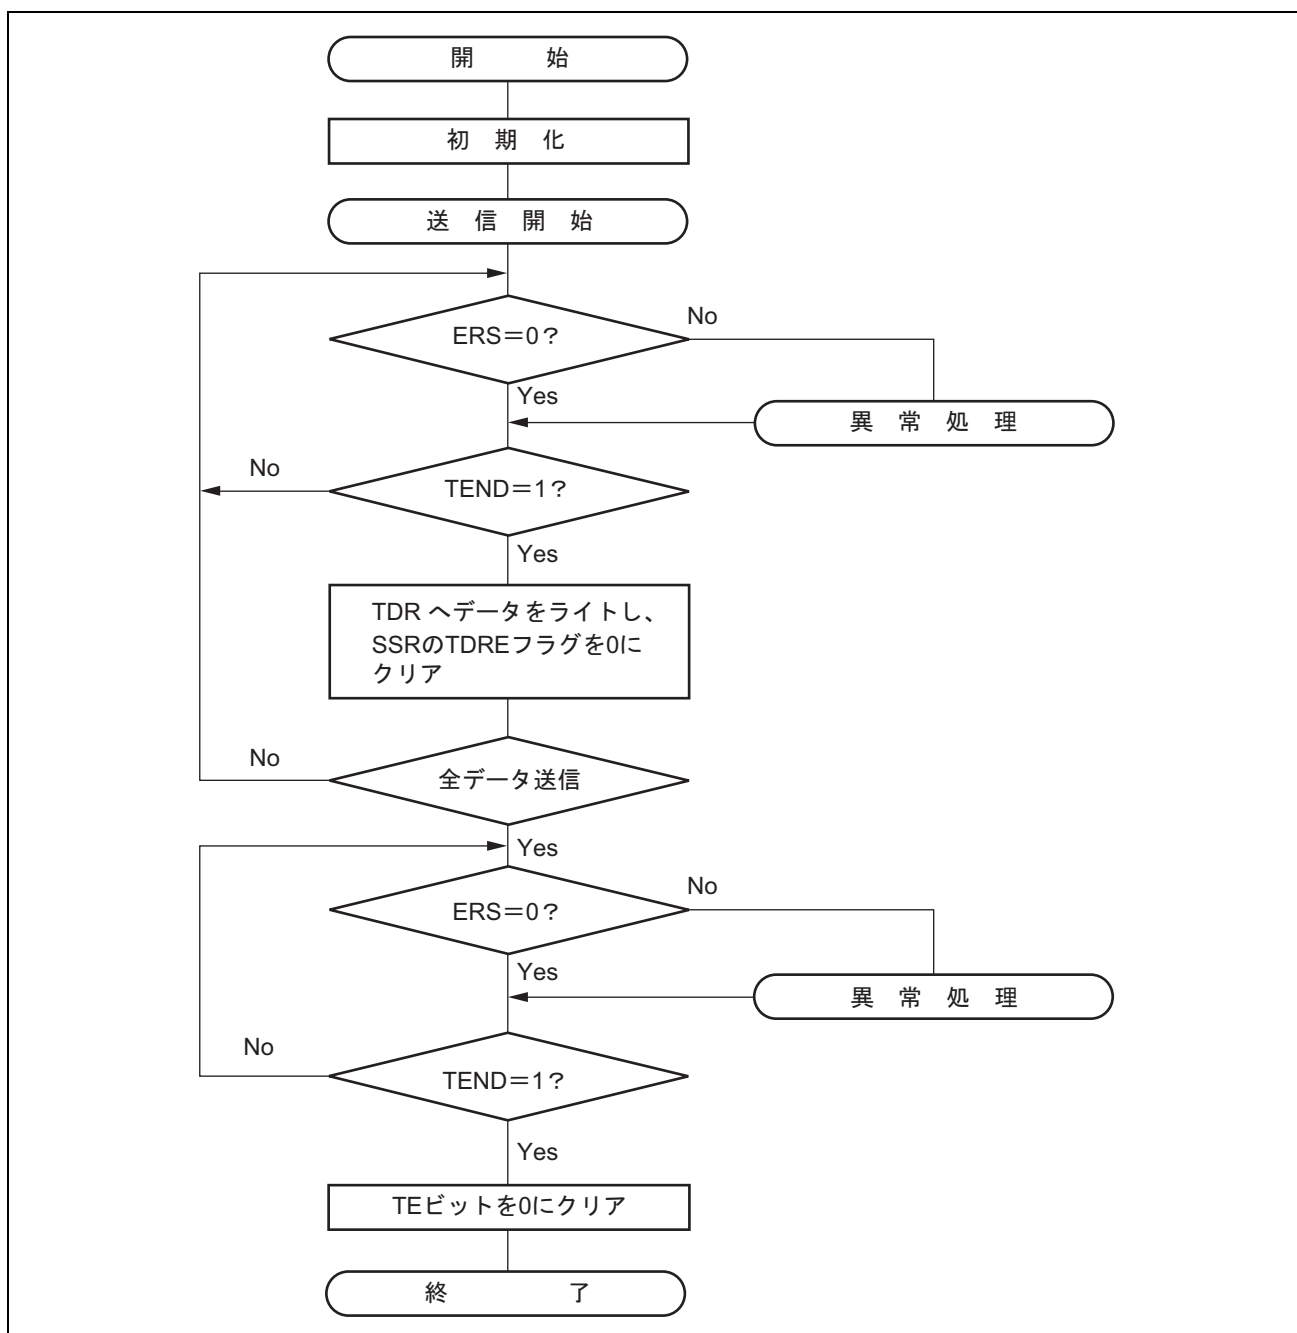 開 始
初 期 化
送 信 開 始
ERS＝0？
No
Yes
異 常 処 理
No
TEND＝1？
Yes
TDR へデータをライトし、
SSRのTDREフラグを0に
クリア
No
全データ送信
Yes
ERS＝0？
No
Yes
異 常 処 理
No
TEND＝1？
Yes
TEビットを0にクリア
終 了